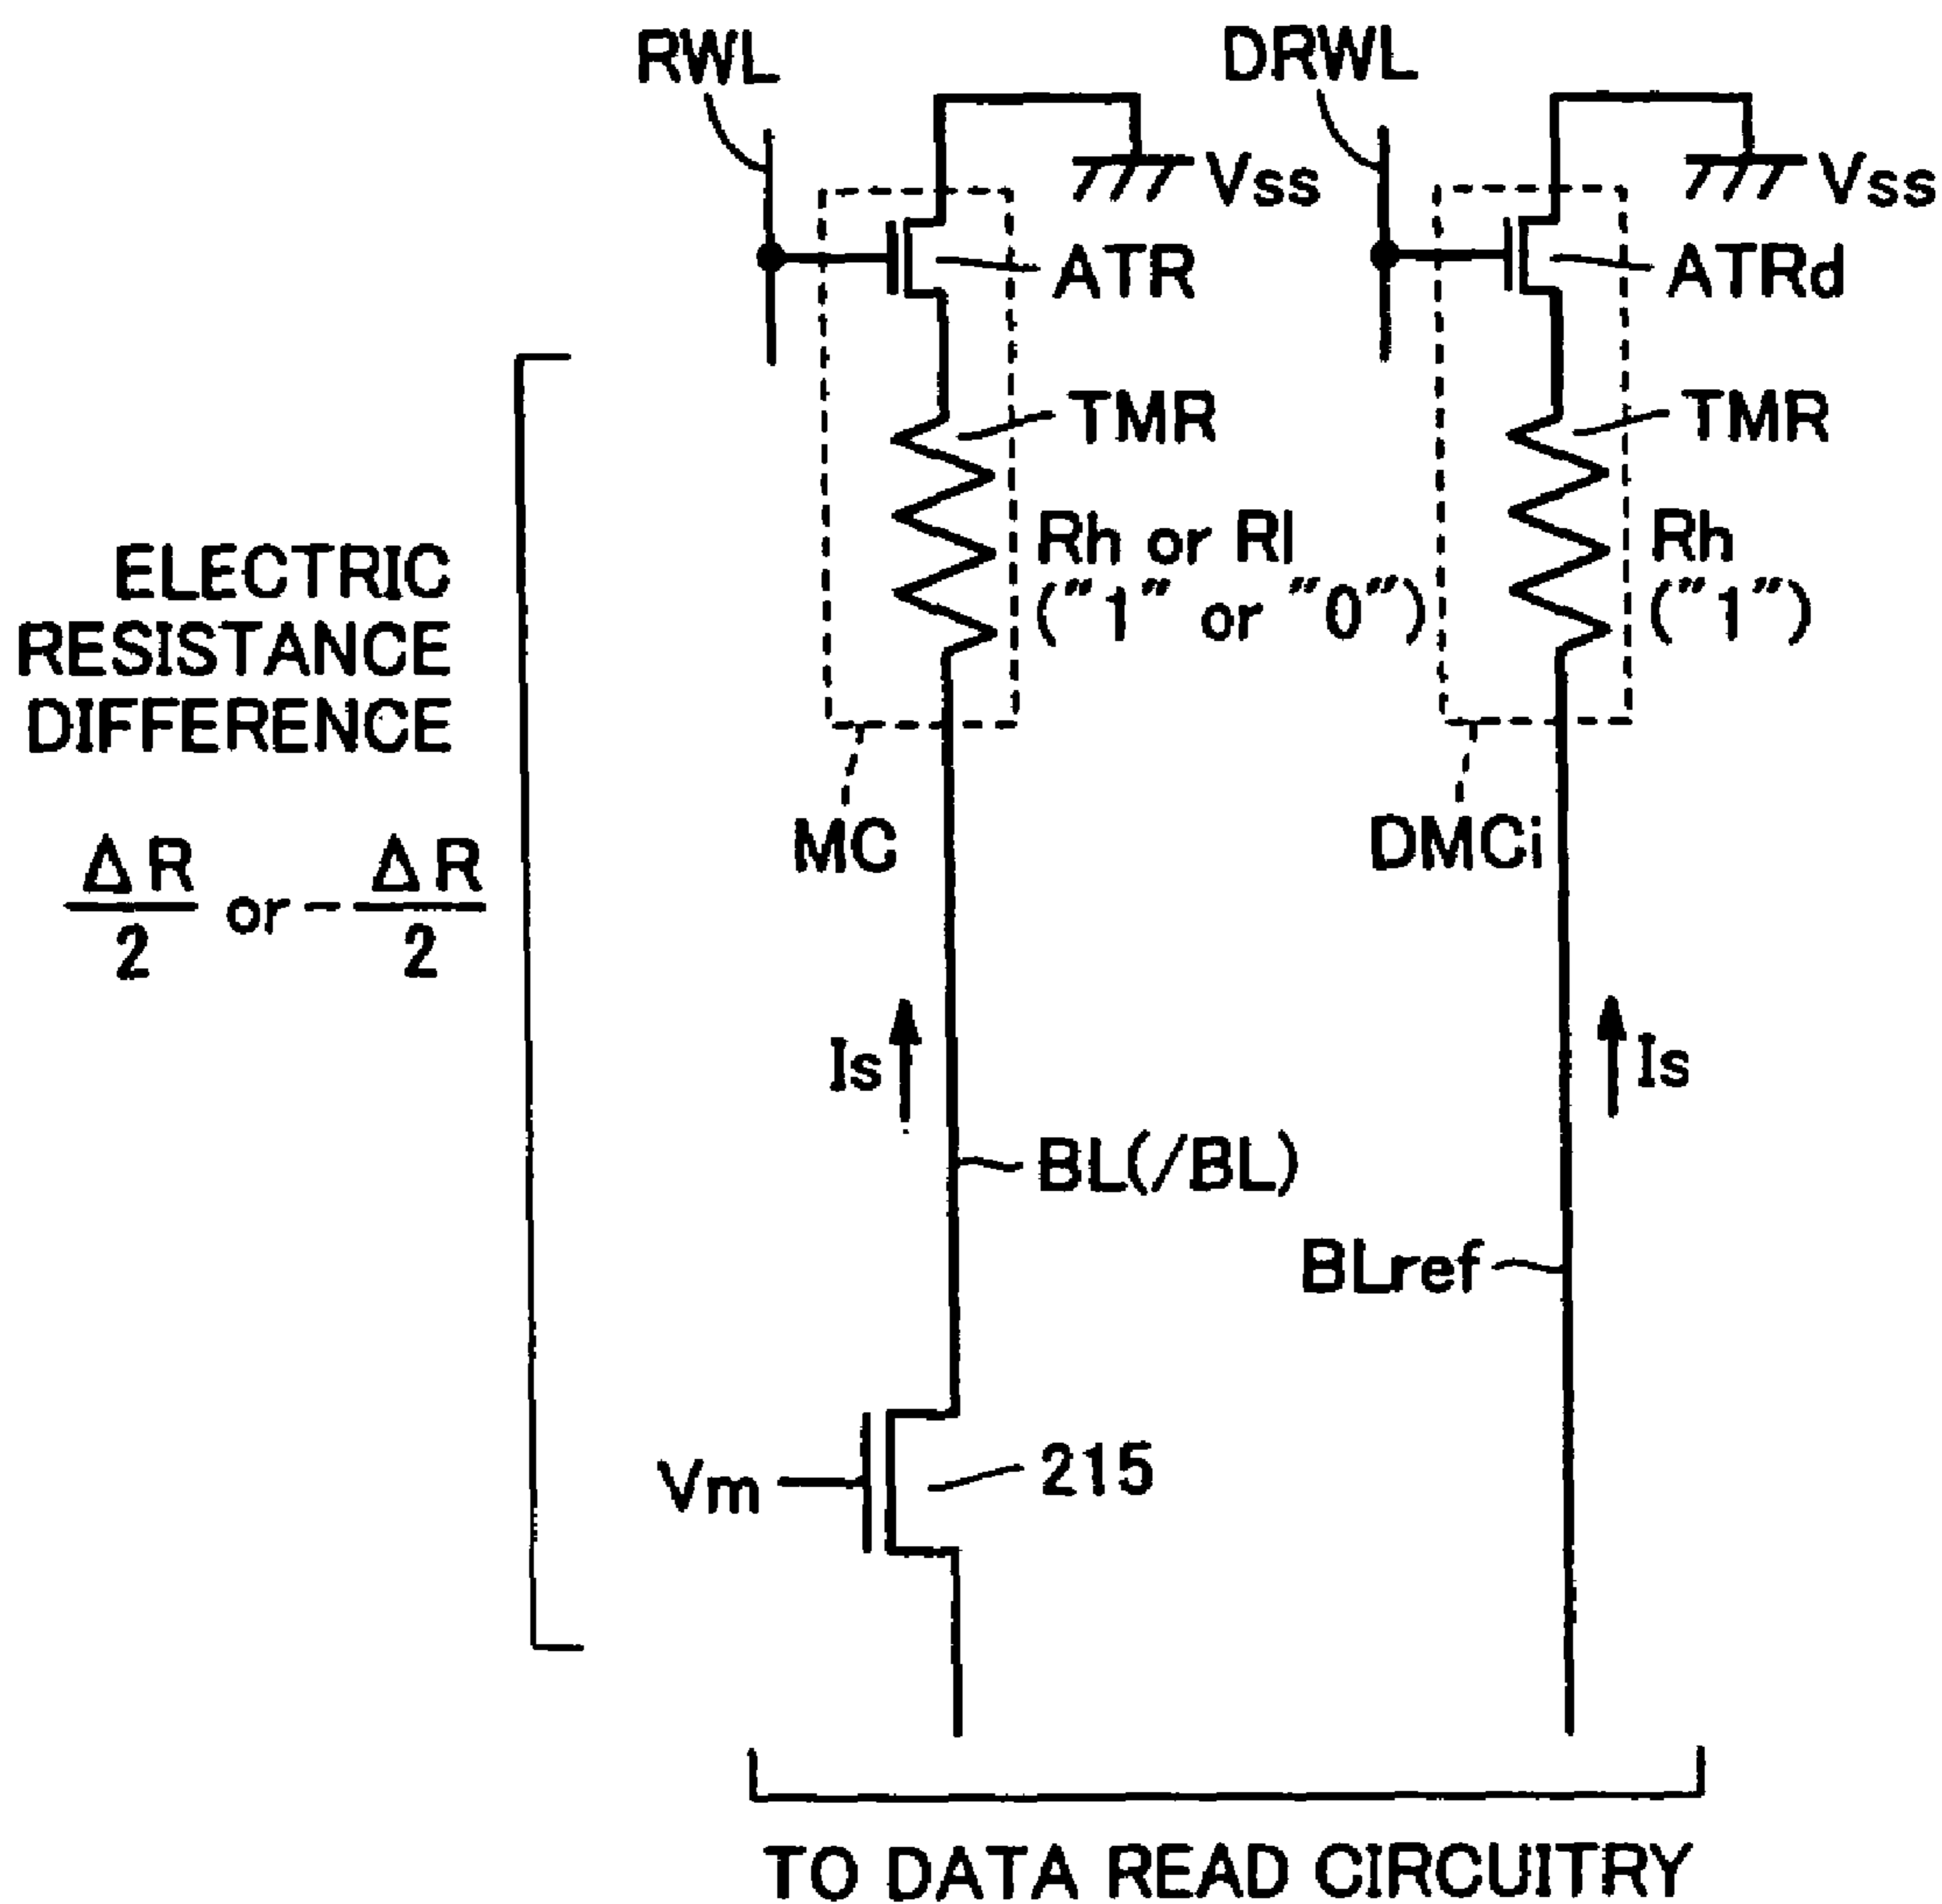 RWL
DRWL
Vss
Vss
ATR
ATRd
TMR
TMR
Rh or Rl
("1" or "0")
Rh
("1")
ELECTRIC
RESISTANCE
DIFFERENCE
ΔR/2 or -ΔR/2
MC
DMCi
Is
Is
BL(/BL)
BLref
Vm
215
TO DATA READ CIRCUITRY